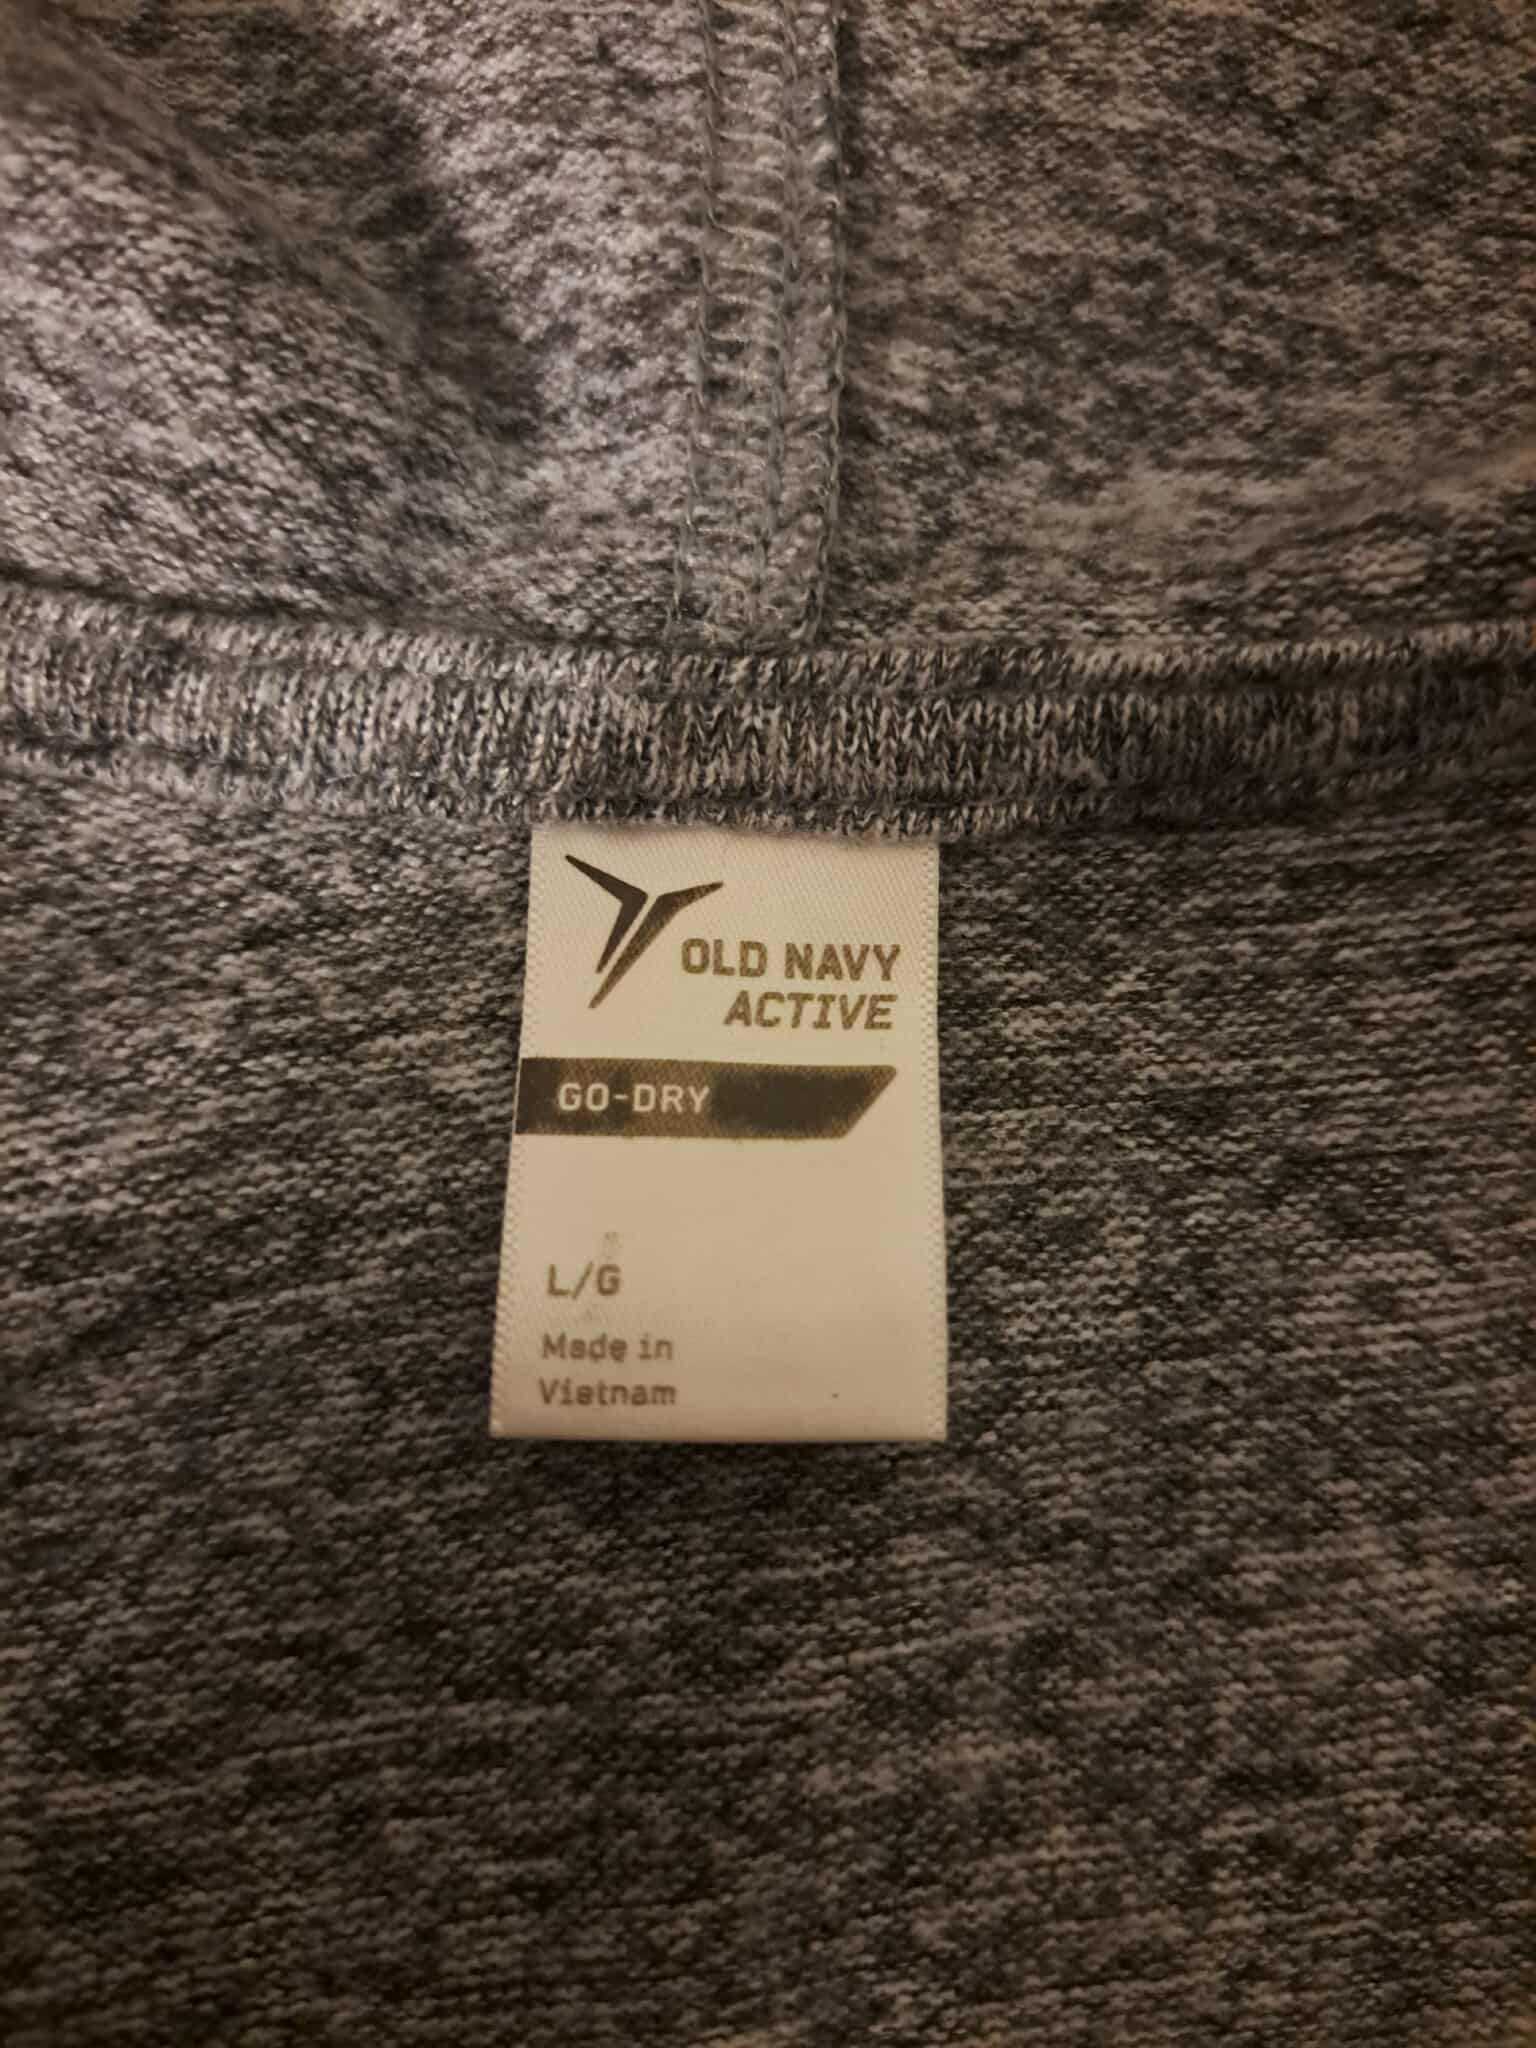 OLD NAVY
ACTIVE
GO-DRY
L/G
Made in
Vietnam